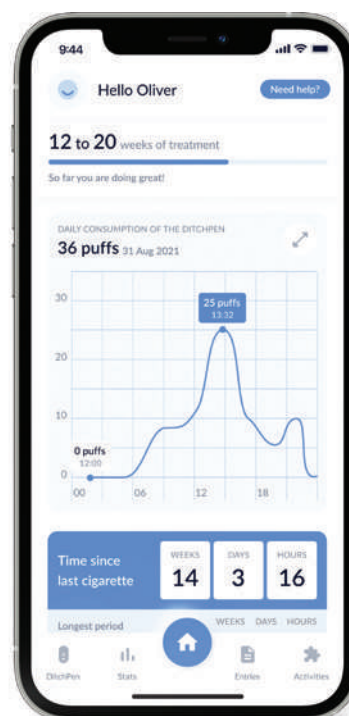 9:44
Hello Oliver
Need help?
12 to 20 weeks of treatment
So far you are doing great!
DAILY CONSUMPTION OF THE DITCHPEN
36 puffs 31 Aug 2021
30
25 puffs
13:32
20
10
0 puffs
12:00
0
00 06 12 18
Time since
last cigarette
WEEKS DAYS HOURS
14 3 16
Longest period WEEKS DAYS HOURS
DitchPen Stats Entries Activities